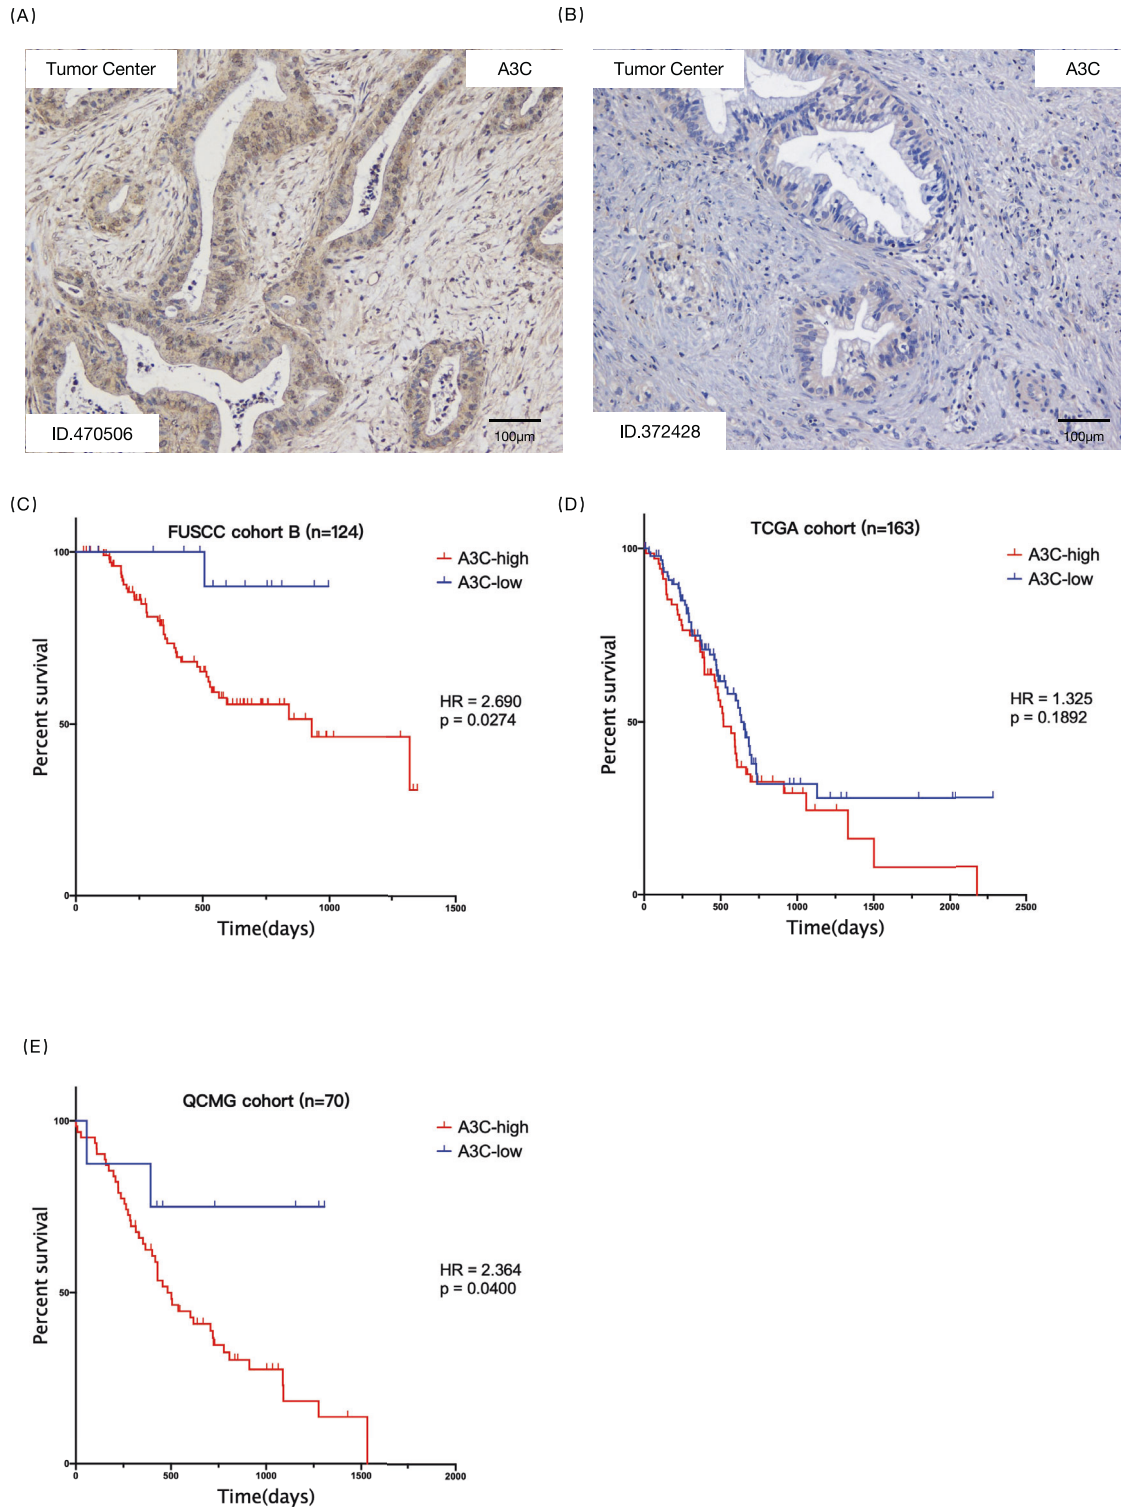 (A)
(B)
Tumor Center
A3C
ID.470506
100μm
Tumor Center
A3C
ID.372428
100μm
(C)
FUSCC cohort B (n=124)
A3C-high
A3C-low
HR = 2.690
p = 0.0274
Percent survival
100
50
0
0 500 1000 1500
Time(days)
(D)
TCGA cohort (n=163)
A3C-high
A3C-low
HR = 1.325
p = 0.1892
Percent survival
100
50
0
0 500 1000 1500 2000 2500
Time(days)
(E)
QCMG cohort (n=70)
A3C-high
A3C-low
HR = 2.364
p = 0.0400
Percent survival
100
50
0
0 500 1000 1500 2000
Time(days)